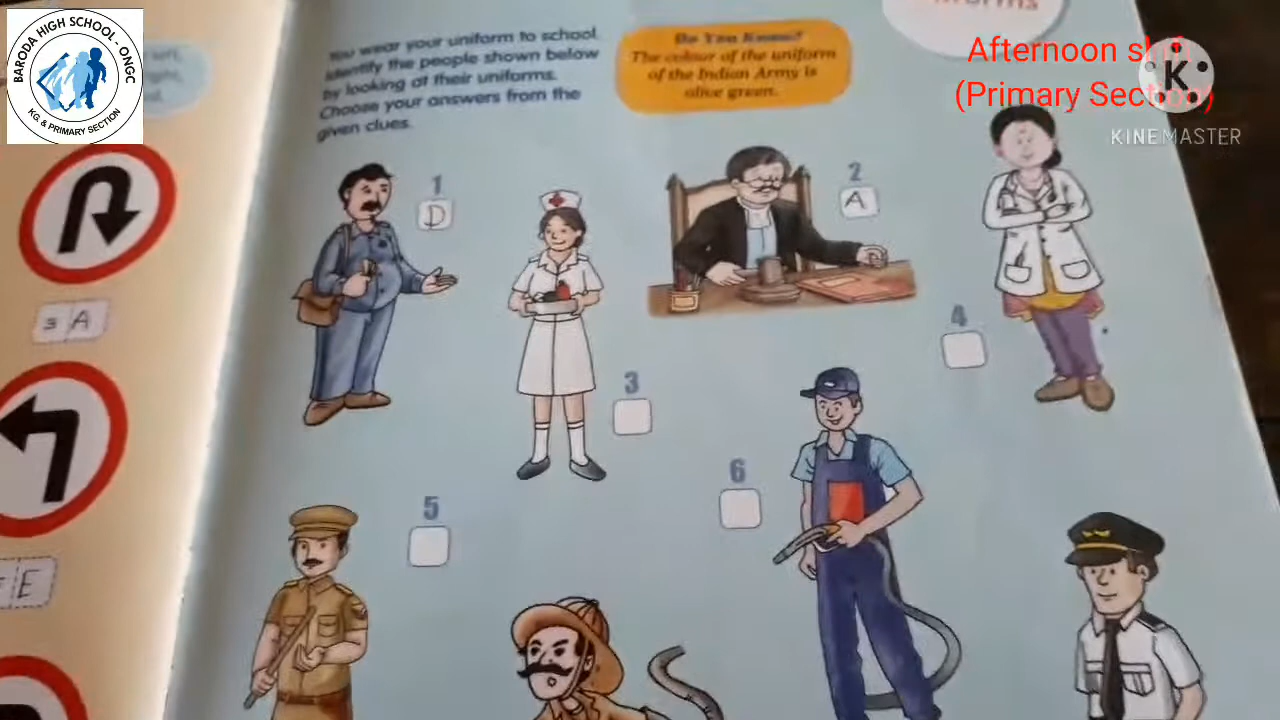 BARODA HIGH SCHOOL - ONGC
KG & PRIMARY SECTION
You wear your uniform to school.
Identify the people shown below
by looking at their uniforms.
Choose your answers from the
given clues.
Do You Know?
The colour of the uniform
of the Indian Army is
olive green.
Afternoon
(Primary Section)
K
KINEMASTER
1
D
2
A
3
4
5
6
3 A
E